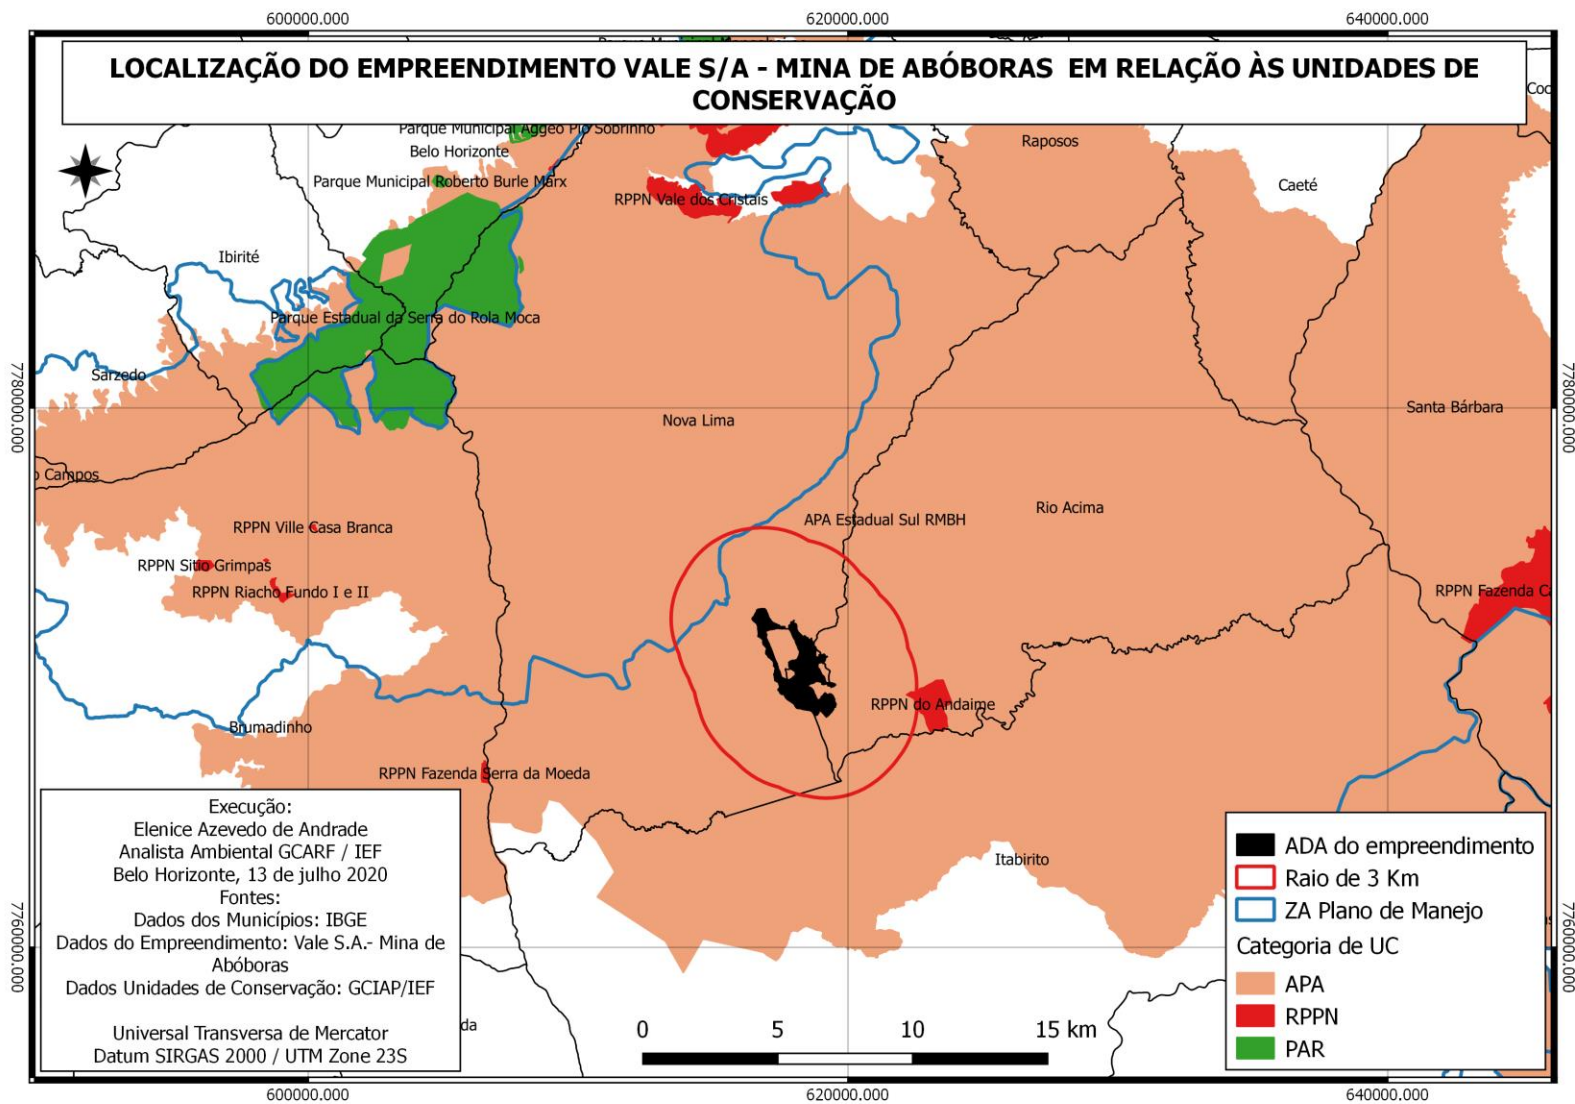 600000.000
620000.000
640000.000
LOCALIZAÇÃO DO EMPREENDIMENTO VALE S/A - MINA DE ABÓBORAS EM RELAÇÃO ÀS UNIDADES DE
CONSERVAÇÃO
Coc
Parque Municipal Aggeo Pio Sobrinho
Raposos
Belo Horizonte
Parque Municipal Roberto Burle Marx
Caeté
RPPN Vale dos Cristais
Ibirité
Parque Estadual da Serra do Rola Moca
Sarzedo
7780000.000
7780000.000
Santa Bárbara
Nova Lima
o Campos
Rio Acima
APA Estadual Sul RMBH
RPPN Ville Casa Branca
RPPN Sitio Grimpas
RPPN Riacho Fundo I e II
RPPN Fazenda Ca
RPPN do Andaime
Brumadinho
RPPN Fazenda Serra da Moeda
Itabirito
Execução:
Elenice Azevedo de Andrade
Analista Ambiental GCARF / IEF
Belo Horizonte, 13 de julho 2020
Fontes:
Dados dos Municípios: IBGE
Dados do Empreendimento: Vale S.A.- Mina de
Abóboras
Dados Unidades de Conservação: GCIAP/IEF
Universal Transversa de Mercator
Datum SIRGAS 2000 / UTM Zone 23S
da
0 5 10 15 km
ADA do empreendimento
Raio de 3 Km
ZA Plano de Manejo
Categoria de UC
APA
RPPN
PAR
7760000.000
7760000.000
600000.000
620000.000
640000.000